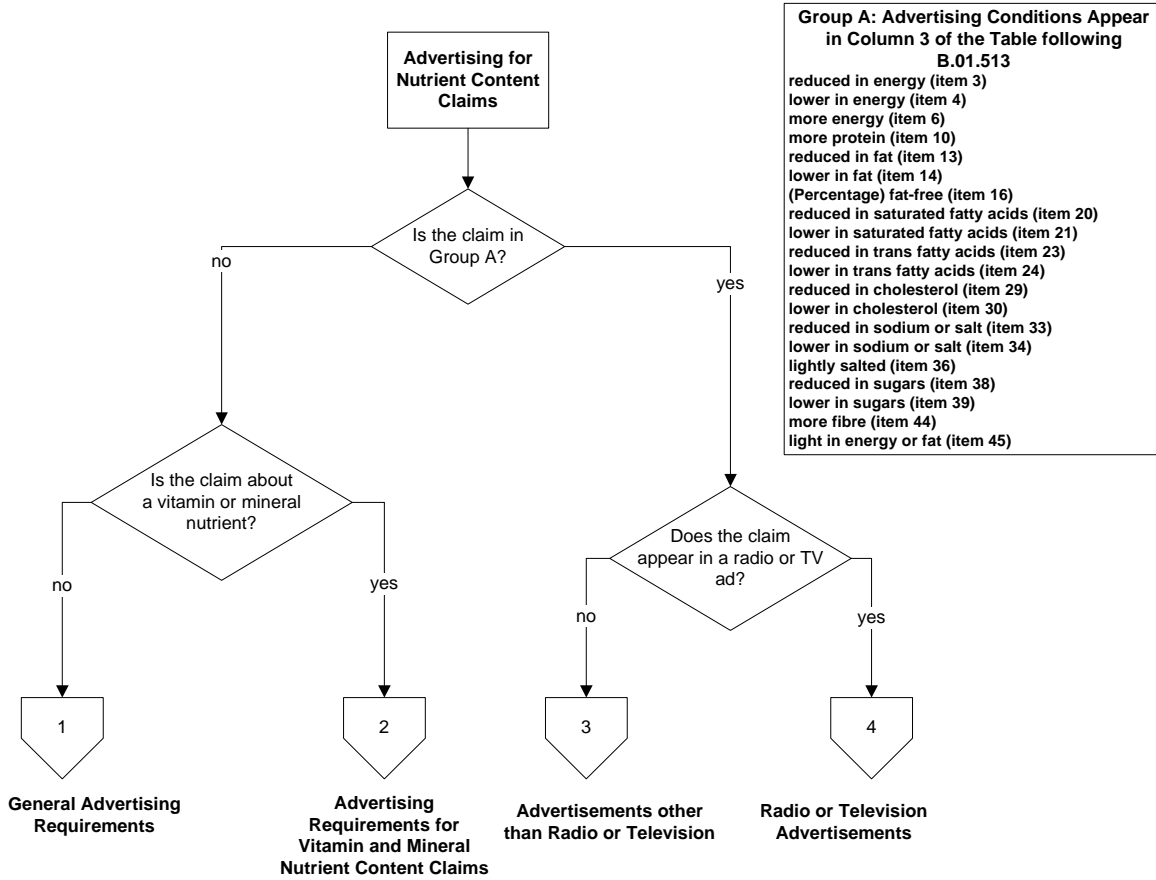 Advertising for
Nutrient Content
Claims
Group A: Advertising Conditions Appear
in Column 3 of the Table following
B.01.513
reduced in energy (item 3)
lower in energy (item 4)
more energy (item 6)
more protein (item 10)
reduced in fat (item 13)
lower in fat (item 14)
(Percentage) fat-free (item 16)
reduced in saturated fatty acids (item 20)
lower in saturated fatty acids (item 21)
reduced in trans fatty acids (item 23)
lower in trans fatty acids (item 24)
reduced in cholesterol (item 29)
lower in cholesterol (item 30)
reduced in sodium or salt (item 33)
lower in sodium or salt (item 34)
lightly salted (item 36)
reduced in sugars (item 38)
lower in sugars (item 39)
more fibre (item 44)
light in energy or fat (item 45)
Is the claim in
Group A?
no
yes
Is the claim about
a vitamin or mineral
nutrient?
no
yes
Does the claim
appear in a radio or TV
ad?
no
yes
1
2
3
4
General Advertising
Requirements
Advertising
Requirements for
Vitamin and Mineral
Nutrient Content Claims
Advertisements other
than Radio or Television
Radio or Television
Advertisements